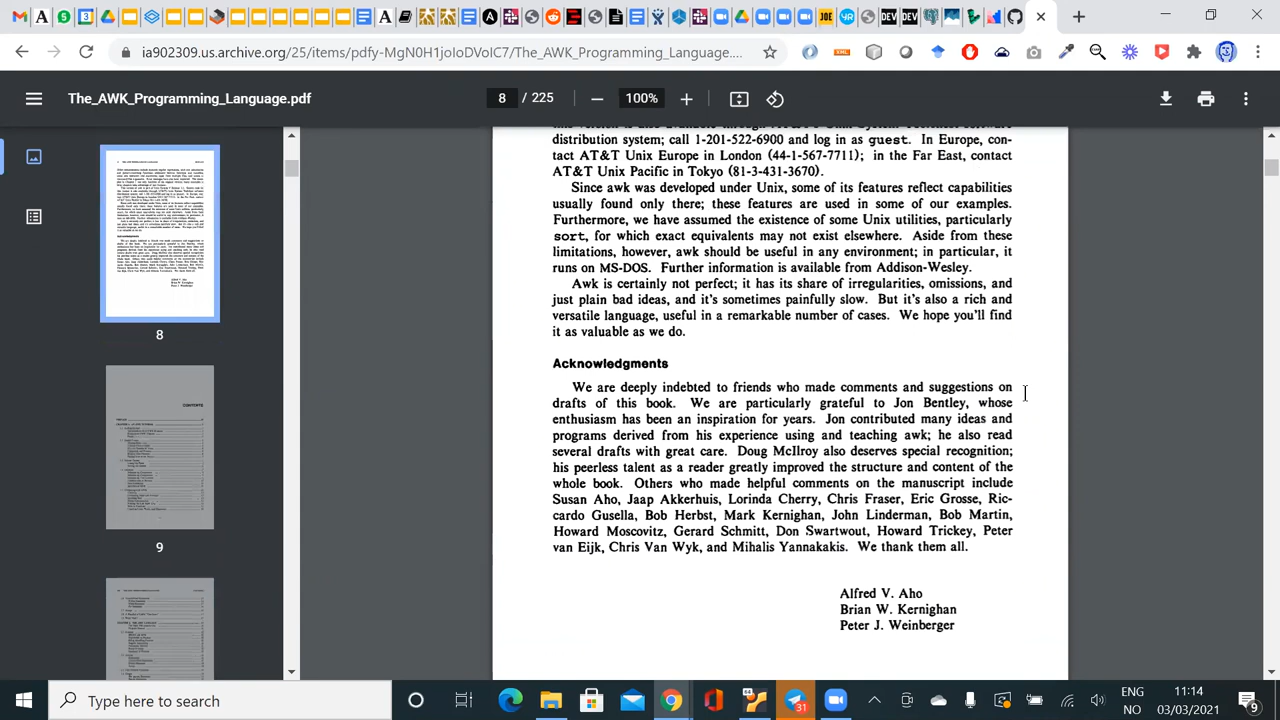 JOE
YR
DEV
DEV
ia902309.us.archive.org/25/items/pdfy-MgN0H1joloDVolC7/The_AWK_Programming_Language....
The_AWK_Programming_Language.pdf
8 / 225
100%
distribution system; call 1-201-522-6900 and log in as guest. In Europe, con-
tact AT&T Unix Europe in London (44-1-567-7711); in the Far East, contact
AT&T Unix Pacific in Tokyo (81-3-431-3670).
Since awk was developed under Unix, some of its features reflect capabilities
usually found only there; these features are used in some of our examples.
Furthermore, we have assumed the existence of some Unix utilities, particularly
sort, for which exact equivalents may not exist elsewhere. Aside from these
limitations, however, awk should be useful in any environment; in particular, it
runs on MS-DOS. Further information is available from Addison-Wesley.
Awk is certainly not perfect; it has its share of irregularities, omissions, and
just plain bad ideas, and it's sometimes painfully slow. But it's also a rich and
versatile language, useful in a remarkable number of cases. We hope you'll find
it as valuable as we do.
Acknowledgments
We are deeply indebted to friends who made comments and suggestions on
drafts of this book. We are particularly grateful to Jon Bentley, whose
enthusiasm has been an inspiration for years. Jon contributed many ideas and
programs derived from his experience using and teaching awk; he also read
several drafts with great care. Doug McIlroy also deserves special recognition;
his peerless talent as a reader greatly improved the structure and content of the
whole book. Others who made helpful comments on the manuscript include
Susan Aho, Jaap Akkerhuis, Lorinda Cherry, Chris Fraser, Eric Grosse, Ric-
cardo Gusella, Bob Herbst, Mark Kernighan, John Linderman, Bob Martin,
Howard Moscovitz, Gerard Schmitt, Don Swartwout, Howard Trickey, Peter
van Eijk, Chris Van Wyk, and Mihalis Yannakakis. We thank them all.
Alfred V. Aho
Brian W. Kernighan
Peter J. Weinberger
8
9
Type here to search
31
ENG
NO
11:14
03/03/2021
9